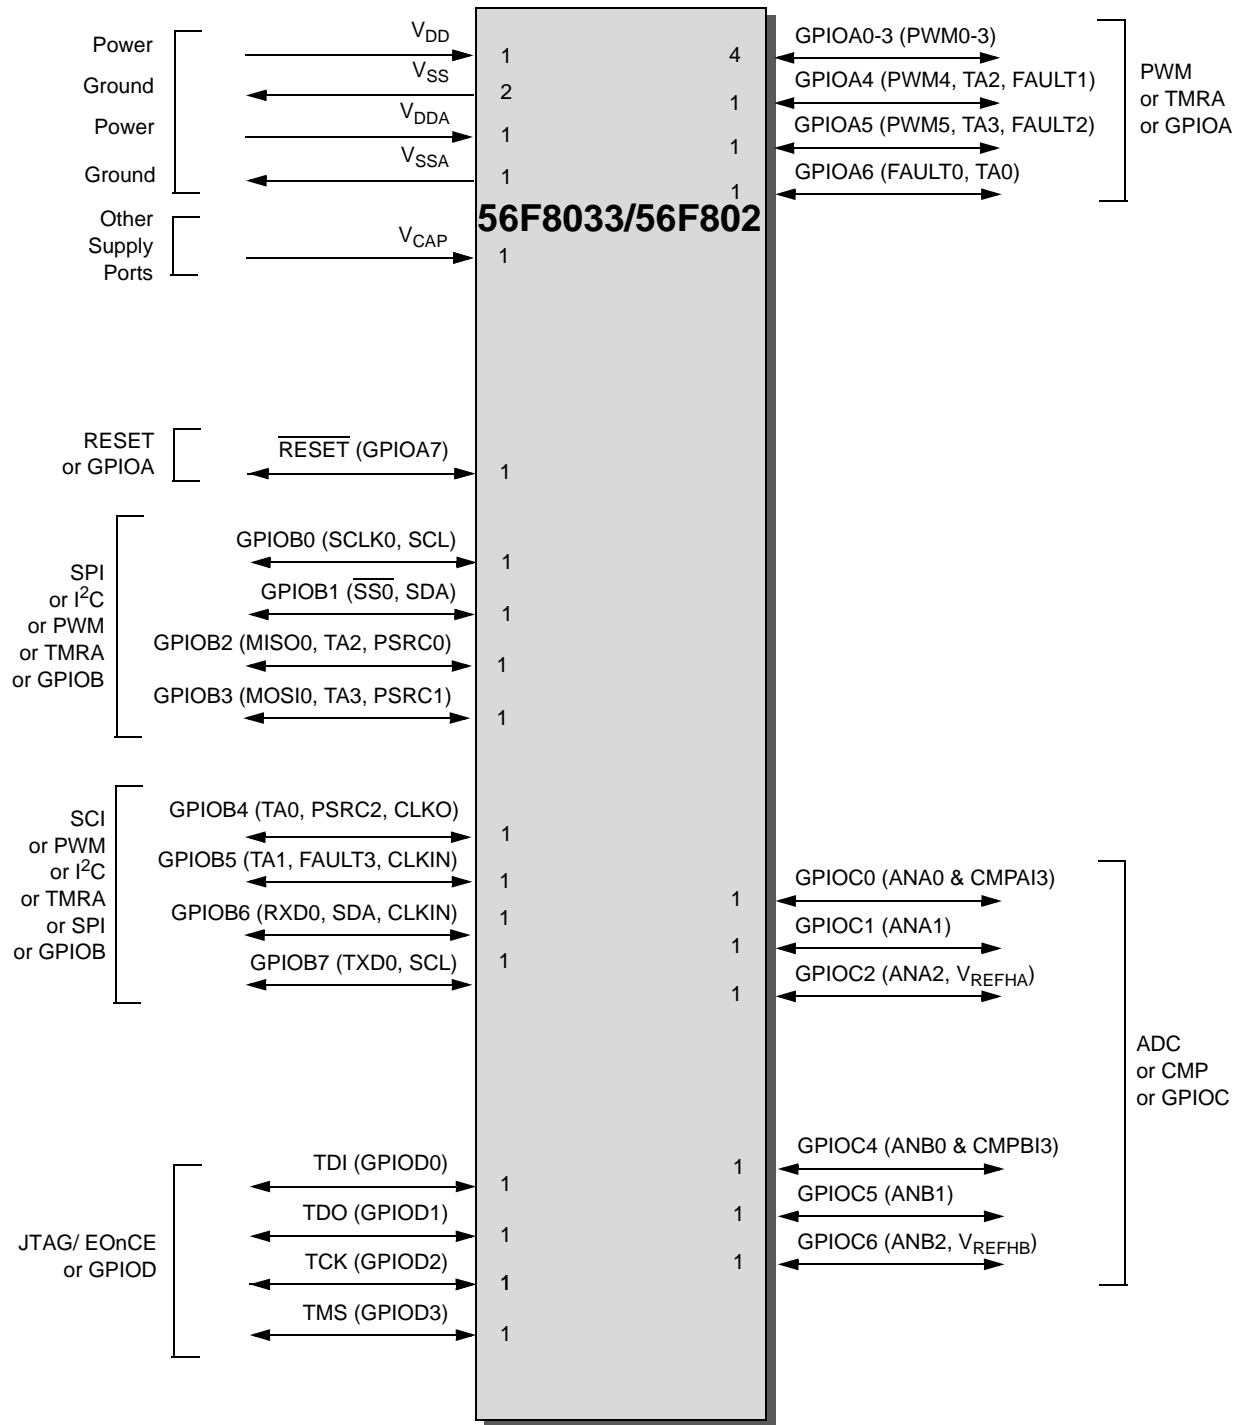 Power
Ground
Power
Ground
V_DD
1
V_SS
2
V_DDA
1
V_SSA
1
Other
Supply
Ports
V_CAP
1
56F8033/56F802
4
GPIOA0-3 (PWM0-3)
1
GPIOA4 (PWM4, TA2, FAULT1)
1
GPIOA5 (PWM5, TA3, FAULT2)
1
GPIOA6 (FAULT0, TA0)
PWM
or TMRA
or GPIOA
RESET
or GPIOA
RESET (GPIOA7)
1
SPI
or I²C
or PWM
or TMRA
or GPIOB
GPIOB0 (SCLK0, SCL)
1
GPIOB1 (SS0, SDA)
1
GPIOB2 (MISO0, TA2, PSRC0)
1
GPIOB3 (MOSI0, TA3, PSRC1)
1
SCI
or PWM
or I²C
or TMRA
or SPI
or GPIOB
GPIOB4 (TA0, PSRC2, CLKO)
1
GPIOB5 (TA1, FAULT3, CLKIN)
1
GPIOB6 (RXD0, SDA, CLKIN)
1
GPIOB7 (TXD0, SCL)
1
1
GPIOC0 (ANA0 & CMPAI3)
1
GPIOC1 (ANA1)
1
GPIOC2 (ANA2, V_REFHA)
ADC
or CMP
or GPIOC
1
GPIOC4 (ANB0 & CMPBI3)
1
GPIOC5 (ANB1)
1
GPIOC6 (ANB2, V_REFHB)
JTAG/ EOnCE
or GPIOD
TDI (GPIOD0)
1
TDO (GPIOD1)
1
TCK (GPIOD2)
1
TMS (GPIOD3)
1